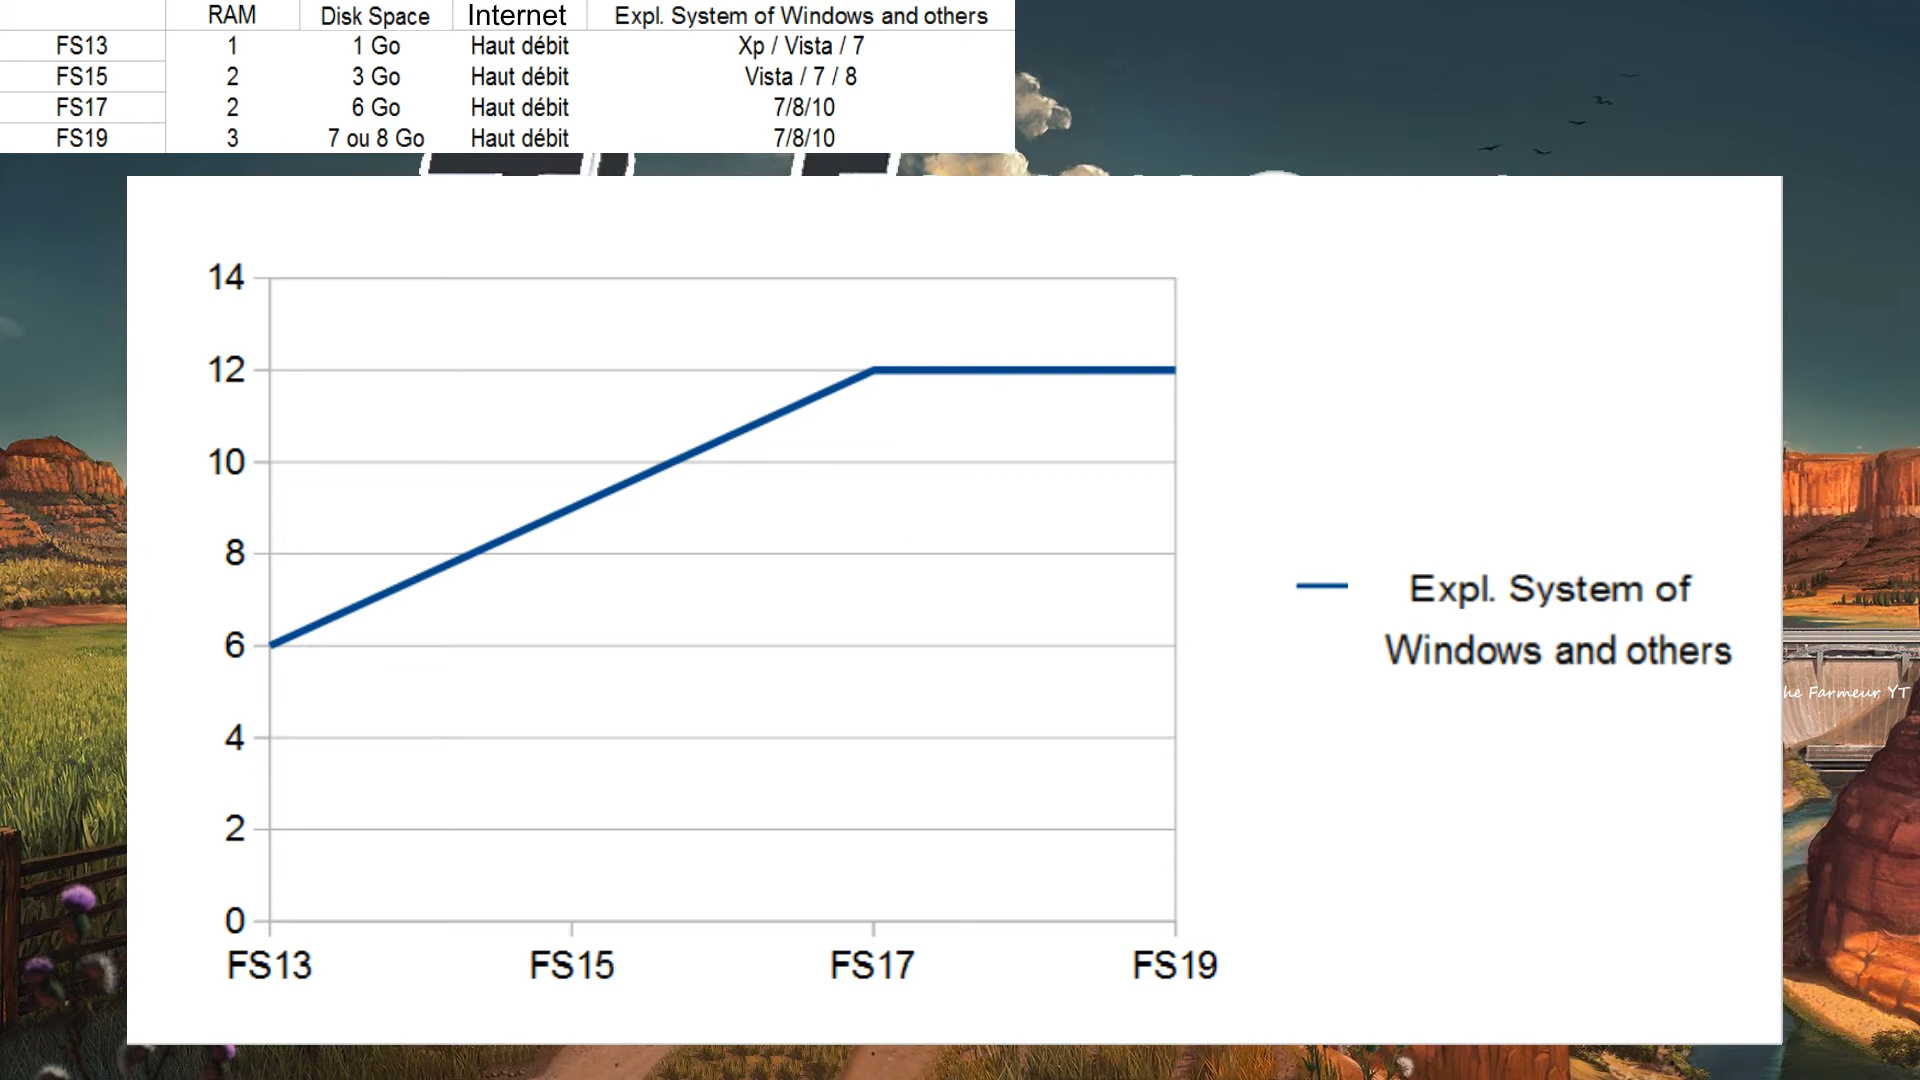 RAM Disk Space Internet Expl. System of Windows and others
FS13 1 1 Go Haut débit Xp / Vista / 7
FS15 2 3 Go Haut débit Vista / 7 / 8
FS17 2 6 Go Haut débit 7/8/10
FS19 3 7 ou 8 Go Haut débit 7/8/10
14
12
10
8
6
4
2
0
FS13 FS15 FS17 FS19
Expl. System of
Windows and others
he Farmeur YT